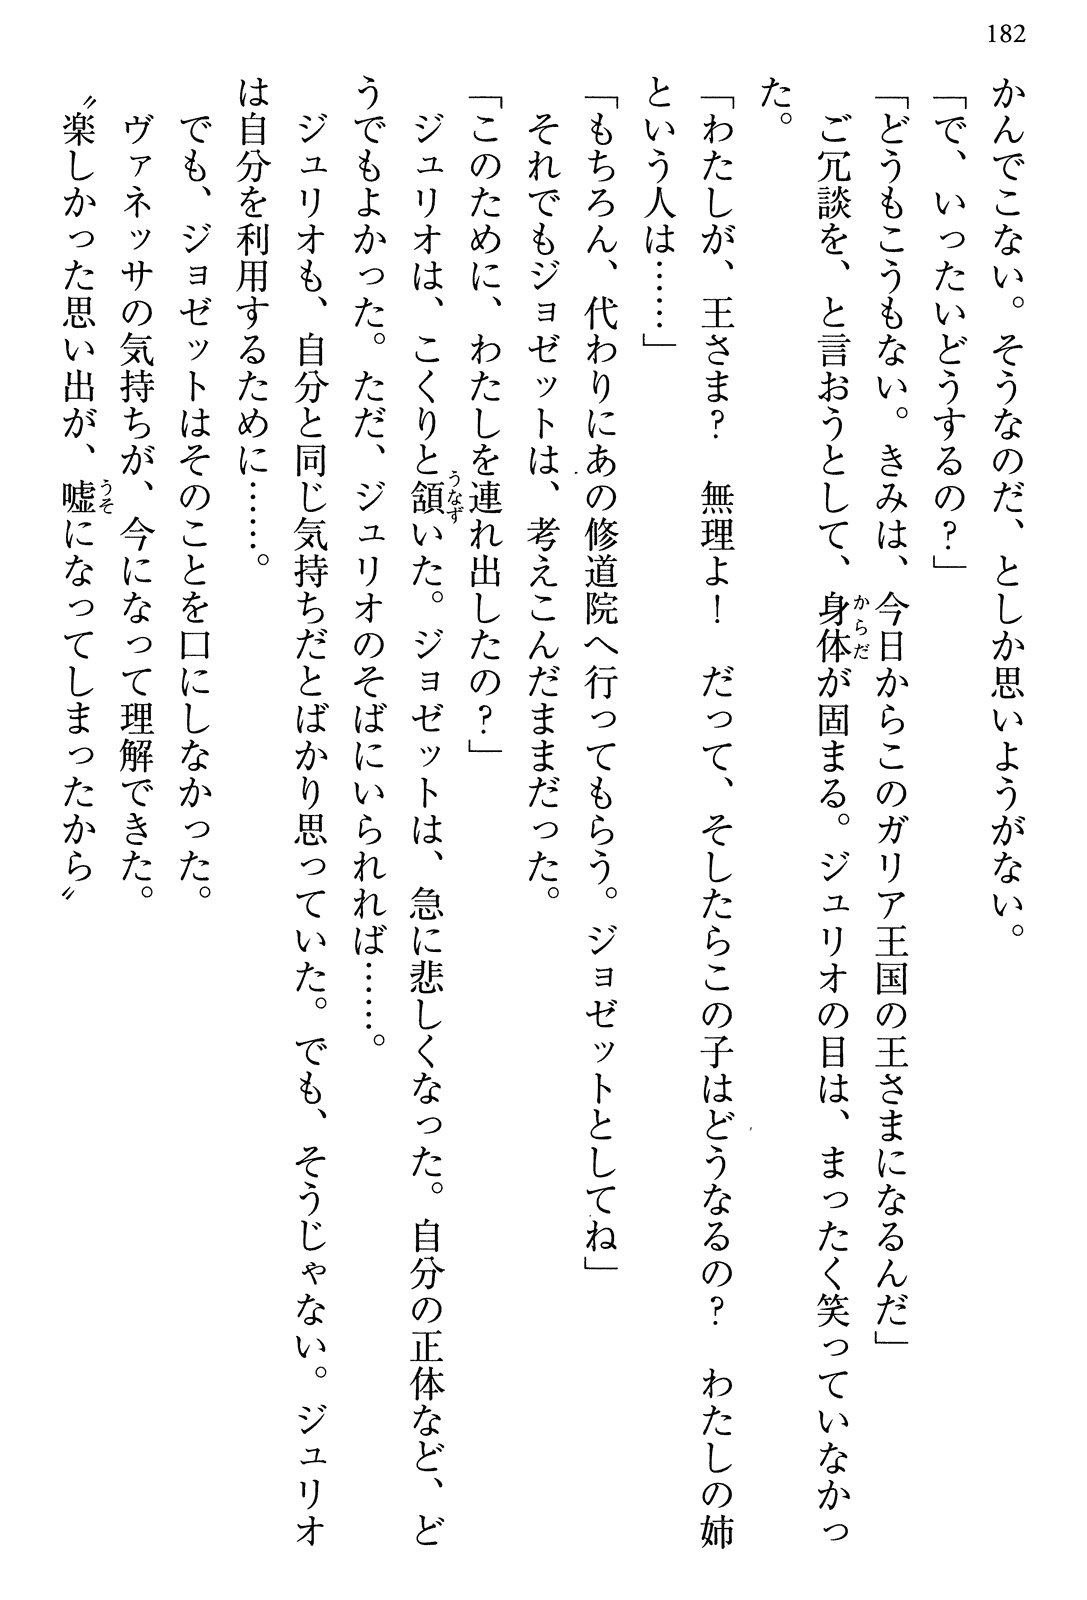 182
かんでこない。そうなのだ、としか思いようがない。
「で、いったいどうするの？」
「どうもこうもない。きみは、今日からこのガリア王国の王さまになるんだ」
ご冗談を、と言おうとして、身体が固まる。ジュリオの目は、まったく笑っていなかっ
からだ
た。
「わたしが、王さま？　無理よ！　だって、そしたらこの子はどうなるの？　わたしの姉
という人は……」
「もちろん、代わりにあの修道院へ行ってもらう。ジョゼットとしてね」
それでもジョゼットは、考えこんだままだった。
「このために、わたしを連れ出したの？」
ジュリオは、こくりと頷いた。ジョゼットは、急に悲しくなった。自分の正体など、ど
うなず
うでもよかった。ただ、ジュリオのそばにいられれば……。
ジュリオも、自分と同じ気持ちだとばかり思っていた。でも、そうじゃない。ジュリオ
は自分を利用するために……。
でも、ジョゼットはそのことを口にしなかった。
ヴァネッサの気持ちが、今になって理解できた。
〝楽しかった思い出が、嘘になってしまったから〟
うそ